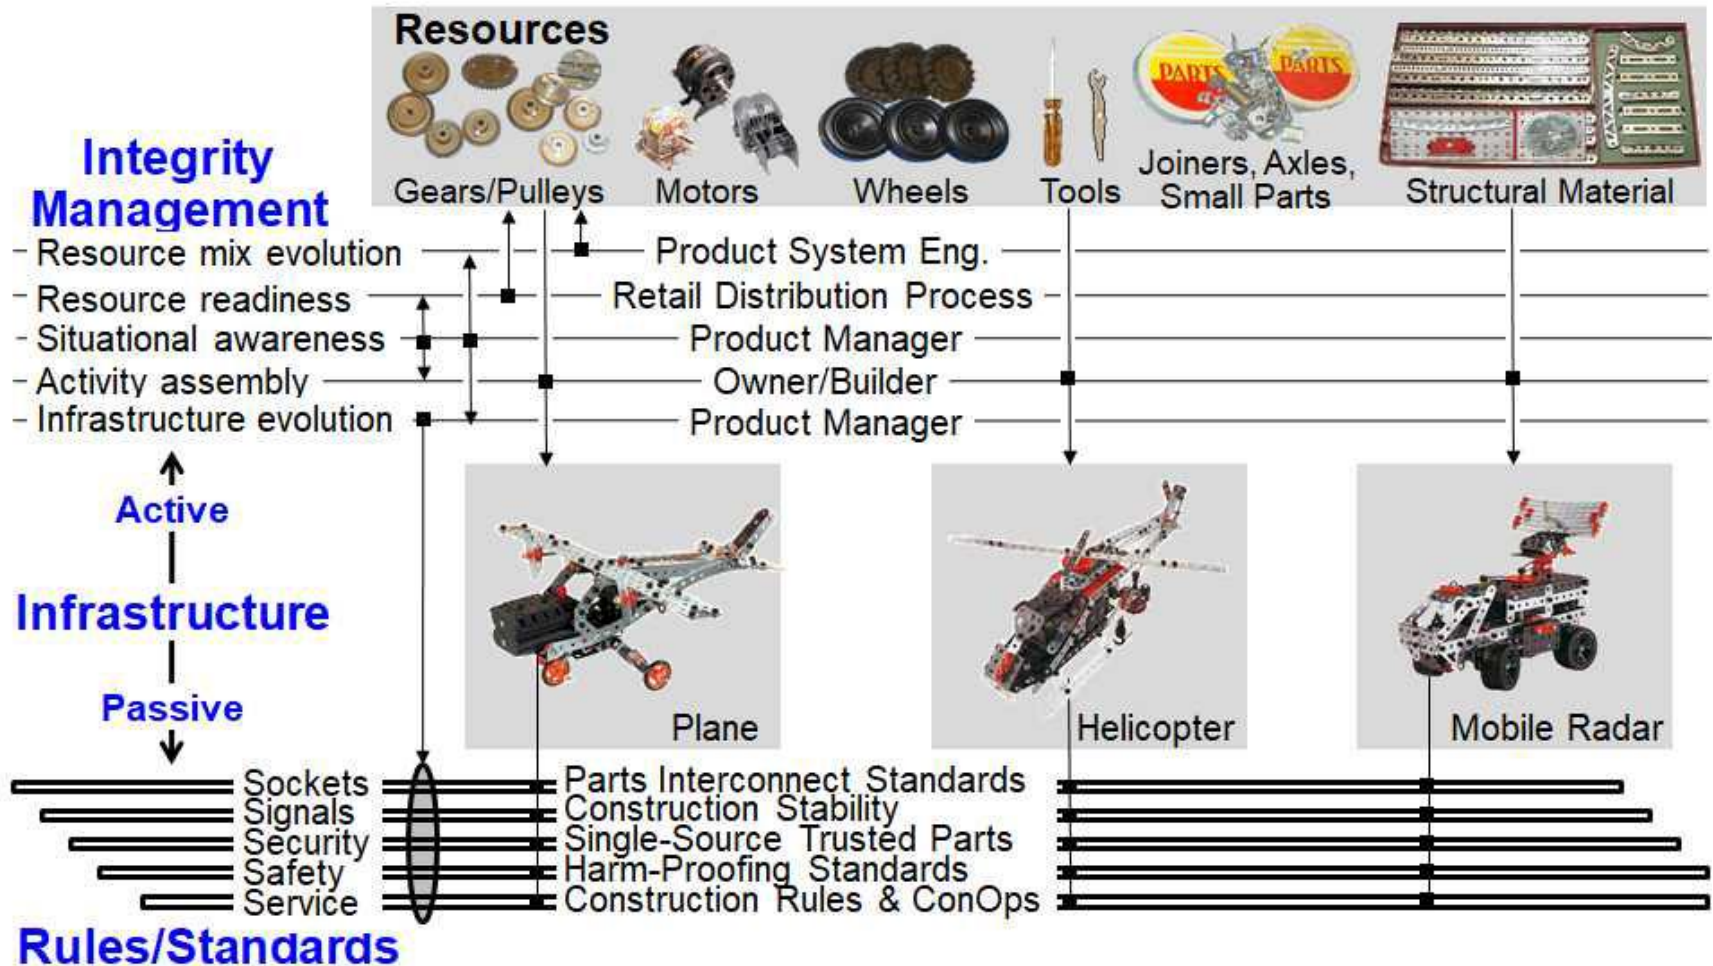 Resources
PARTS
PARTS
Gears/Pulleys
Motors
Wheels
Tools
Joiners, Axles,
Small Parts
Structural Material
Integrity
Management
Resource mix evolution
Product System Eng.
Resource readiness
Retail Distribution Process
Situational awareness
Product Manager
Activity assembly
Owner/Builder
Infrastructure evolution
Product Manager
Active
Infrastructure
Passive
Plane
Helicopter
Mobile Radar
Sockets
Parts Interconnect Standards
Signals
Construction Stability
Security
Single-Source Trusted Parts
Safety
Harm-Proofing Standards
Service
Construction Rules & ConOps
Rules/Standards